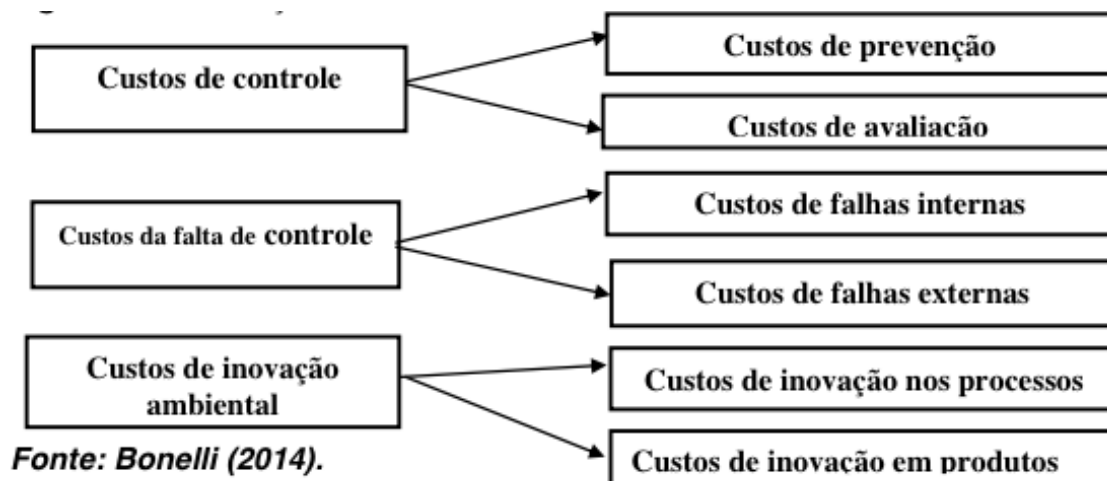 Custos de controle
Custos de prevenção
Custos de avaliacão
Custos da falta de controle
Custos de falhas internas
Custos de falhas externas
Custos de inovação
ambiental
Custos de inovação nos processos
Custos de inovação em produtos
Fonte: Bonelli (2014).